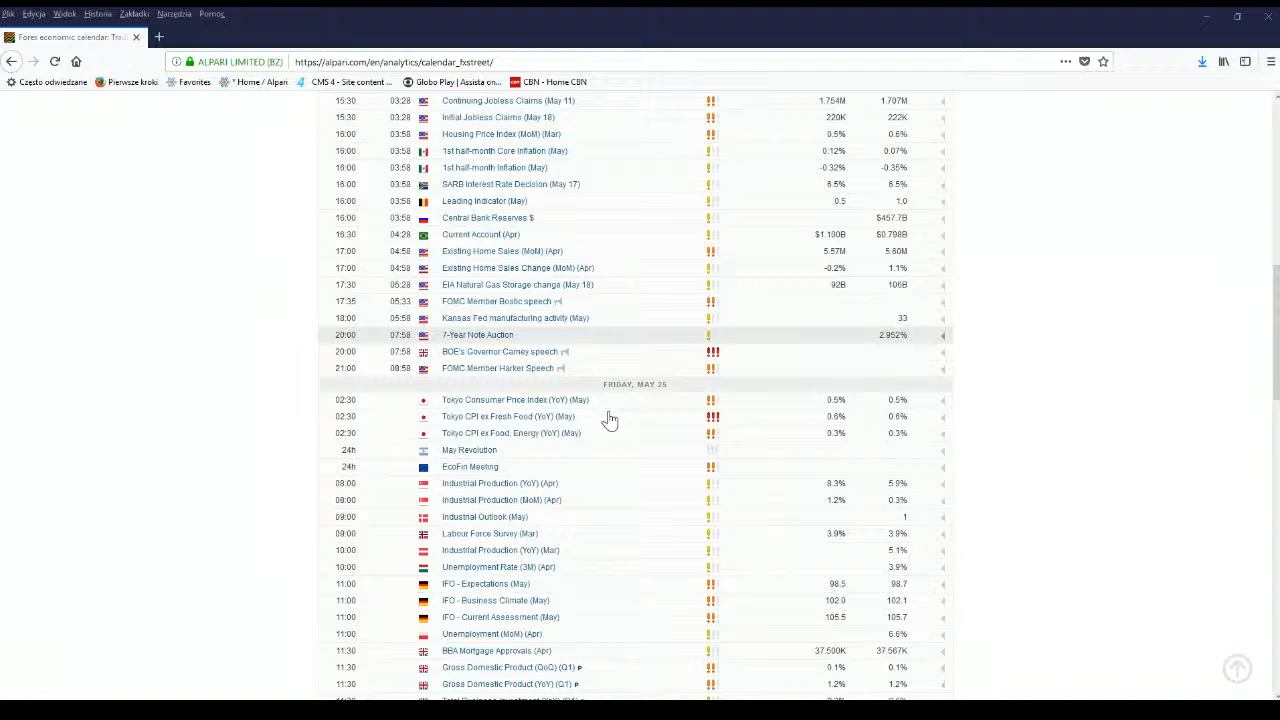 Plik Edycja Widok Historia Zakładki Narzędzia Pomoc
Forex economic calendar: Tradi
ALPARI LIMITED (BZ) https://alpari.com/en/analytics/calendar_fxstreet/
Często odwiedzane Pierwsze kroki Favorites * Home / Alpari CMS 4 - Site content ... Globo Play | Assista on... CBN - Home CBN
15:30 03:28 Continuing Jobless Claims (May 11) 1.754M 1.707M
15:30 03:28 Initial Jobless Claims (May 18) 220K 222K
16:00 03:58 Housing Price Index (MoM) (Mar) 0.5% 0.6%
16:00 03:58 1st half-month Core Inflation (May) 0.12% 0.07%
16:00 03:58 1st half-month Inflation (May) -0.32% -0.35%
16:00 03:58 SARB Interest Rate Decision (May 17) 6.5% 6.5%
16:00 03:58 Leading Indicator (May) 0.5 1.0
16:00 03:58 Central Bank Reserves $ $457.7B
16:30 04:28 Current Account (Apr) $1.100B $0.798B
17:00 04:58 Existing Home Sales (MoM) (Apr) 5.57M 5.60M
17:00 04:58 Existing Home Sales Change (MoM) (Apr) -0.2% 1.1%
17:30 05:28 EIA Natural Gas Storage change (May 18) 92B 106B
17:35 05:33 FOMC Member Bostic speech
18:00 05:58 Kansas Fed manufacturing activity (May) 33
20:00 07:58 7-Year Note Auction 2.952%
20:00 07:58 BOE's Governor Carney speech
21:00 08:58 FOMC Member Harker Speech
FRIDAY, MAY 25
02:30 Tokyo Consumer Price Index (YoY) (May) 0.5% 0.5%
02:30 Tokyo CPI ex Fresh Food (YoY) (May) 0.6% 0.6%
02:30 Tokyo CPI ex Food, Energy (YoY) (May) 0.3% 0.3%
24h May Revolution
24h EcoFin Meeting
08:00 Industrial Production (YoY) (Apr) 8.3% 5.9%
08:00 Industrial Production (MoM) (Apr) 1.2% 0.3%
09:00 Industrial Outlook (May) 1
09:00 Labour Force Survey (Mar) 3.9% 3.9%
10:00 Industrial Production (YoY) (Mar) 5.1%
10:00 Unemployment Rate (3M) (Apr) 3.9%
11:00 IFO - Expectations (May) 98.5 98.7
11:00 IFO - Business Climate (May) 102.0 102.1
11:00 IFO - Current Assessment (May) 105.5 105.7
11:00 Unemployment (MoM) (Apr) 6.6%
11:30 BBA Mortgage Approvals (Apr) 37.500K 37.567K
11:30 Gross Domestic Product (QoQ) (Q1) P 0.1% 0.1%
11:30 Gross Domestic Product (YoY) (Q1) P 1.2% 1.2%